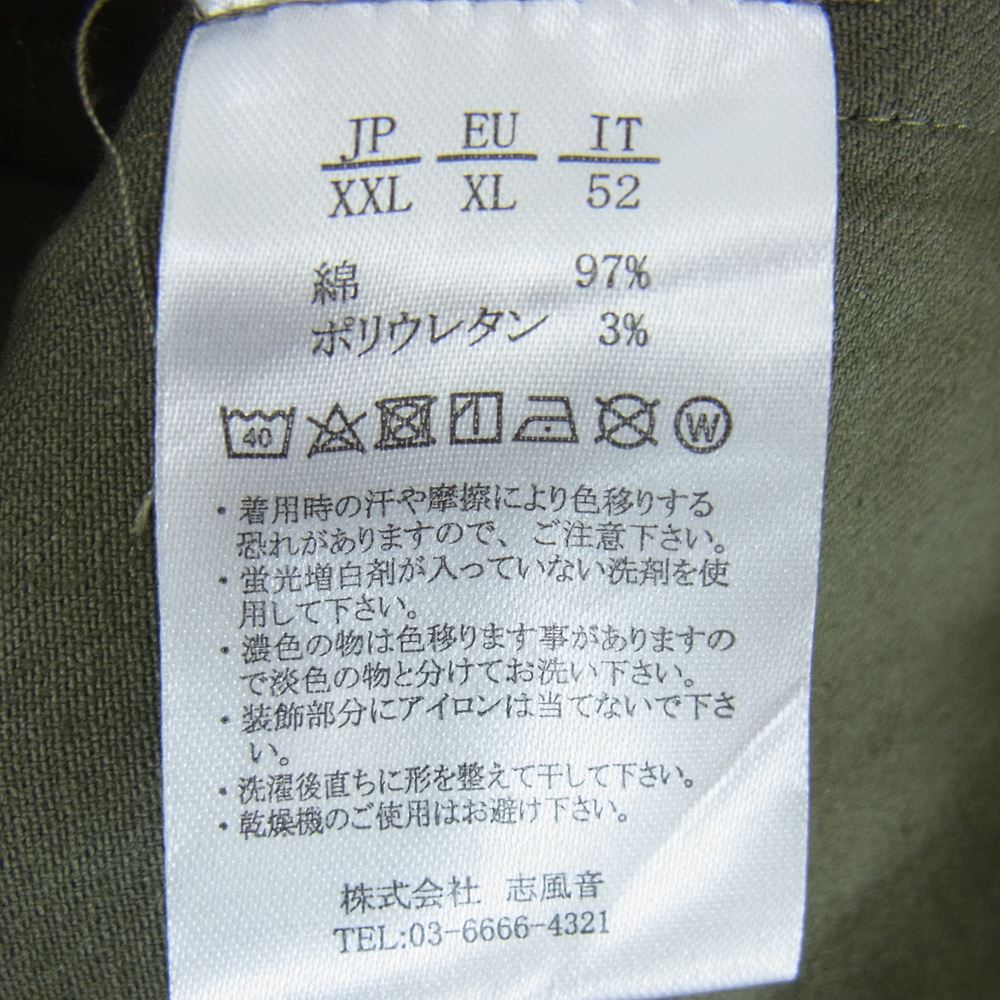 JP EU IT
XXL XL 52
綿 97%
ポリウレタン 3%
40 W
・着用時の汗や摩擦により色移りする
恐れがありますので、ご注意下さい。
・蛍光増白剤が入っていない洗剤を使
用して下さい。
・濃色の物は色移ります事がありますの
で淡色の物と分けてお洗い下さい。
・装飾部分にアイロンは当てないで下さ
い。
・洗濯後直ちに形を整えて干して下さい。
・乾燥機のご使用はお避け下さい。
株式会社 志風音
TEL:03-6666-4321